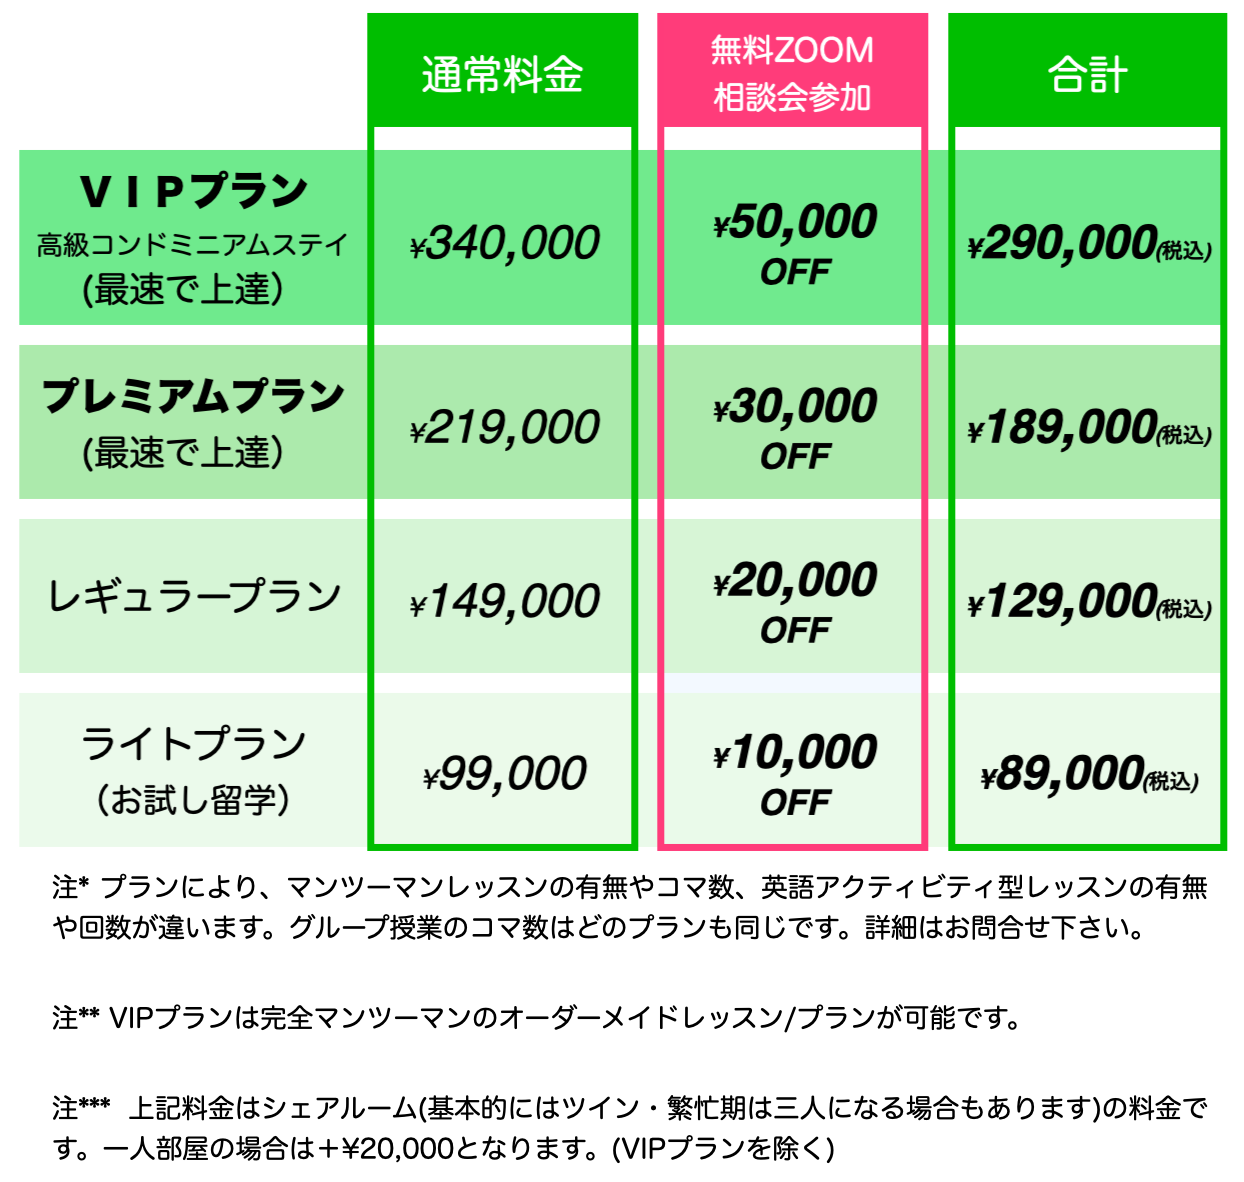 通常料金
無料ZOOM
相談会参加
合計
ＶＩＰプラン
高級コンドミニアムステイ
(最速で上達）
¥340,000
¥50,000
OFF
¥290,000(税込)
プレミアムプラン
(最速で上達）
¥219,000
¥30,000
OFF
¥189,000(税込)
レギュラープラン
¥149,000
¥20,000
OFF
¥129,000(税込)
ライトプラン
（お試し留学）
¥99,000
¥10,000
OFF
¥89,000(税込)
注* プランにより、マンツーマンレッスンの有無やコマ数、英語アクティビティ型レッスンの有無
や回数が違います。グループ授業のコマ数はどのプランも同じです。詳細はお問合せ下さい。
注** VIPプランは完全マンツーマンのオーダーメイドレッスン/プランが可能です。
注*** 上記料金はシェアルーム(基本的にはツイン・繁忙期は三人になる場合もあります)の料金で
す。一人部屋の場合は＋¥20,000となります。(VIPプランを除く)